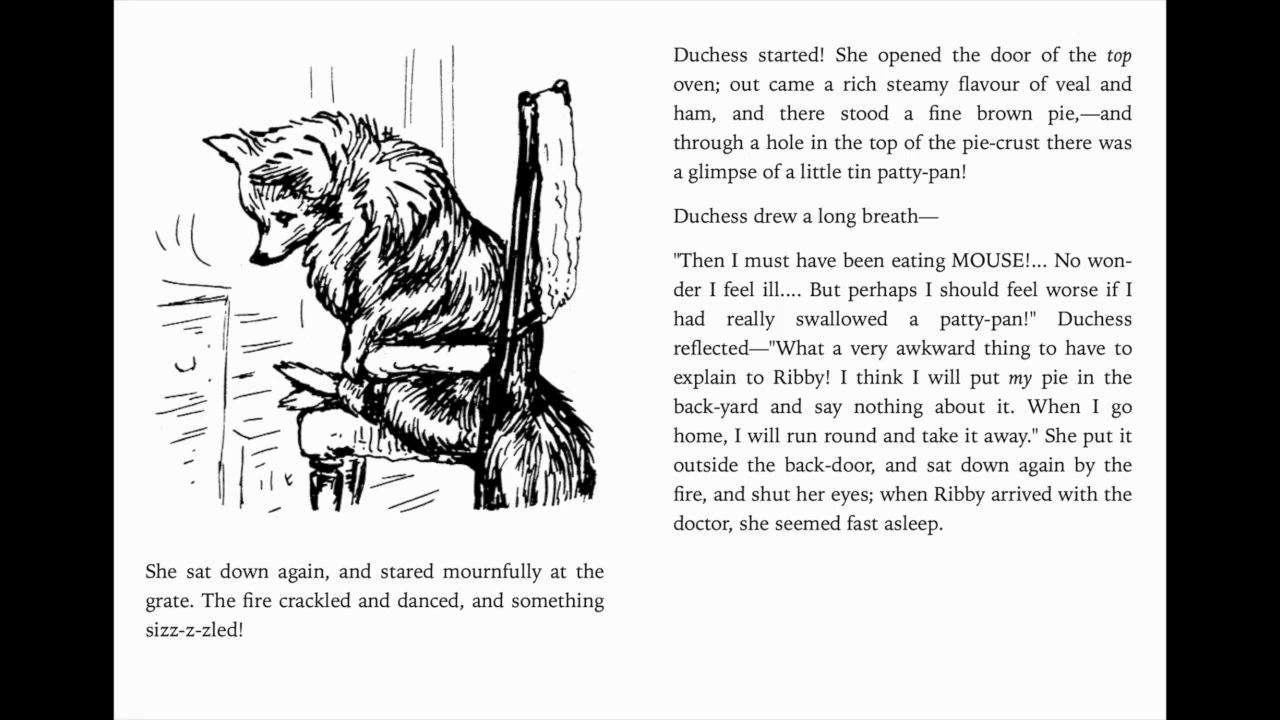 She sat down again, and stared mournfully at the
grate. The fire crackled and danced, and something
sizz-z-zled!
Duchess started! She opened the door of the top
oven; out came a rich steamy flavour of veal and
ham, and there stood a fine brown pie,—and
through a hole in the top of the pie-crust there was
a glimpse of a little tin patty-pan!
Duchess drew a long breath—
"Then I must have been eating MOUSE!... No won-
der I feel ill.... But perhaps I should feel worse if I
had really swallowed a patty-pan!" Duchess
reflected—"What a very awkward thing to have to
explain to Ribby! I think I will put my pie in the
back-yard and say nothing about it. When I go
home, I will run round and take it away." She put it
outside the back-door, and sat down again by the
fire, and shut her eyes; when Ribby arrived with the
doctor, she seemed fast asleep.